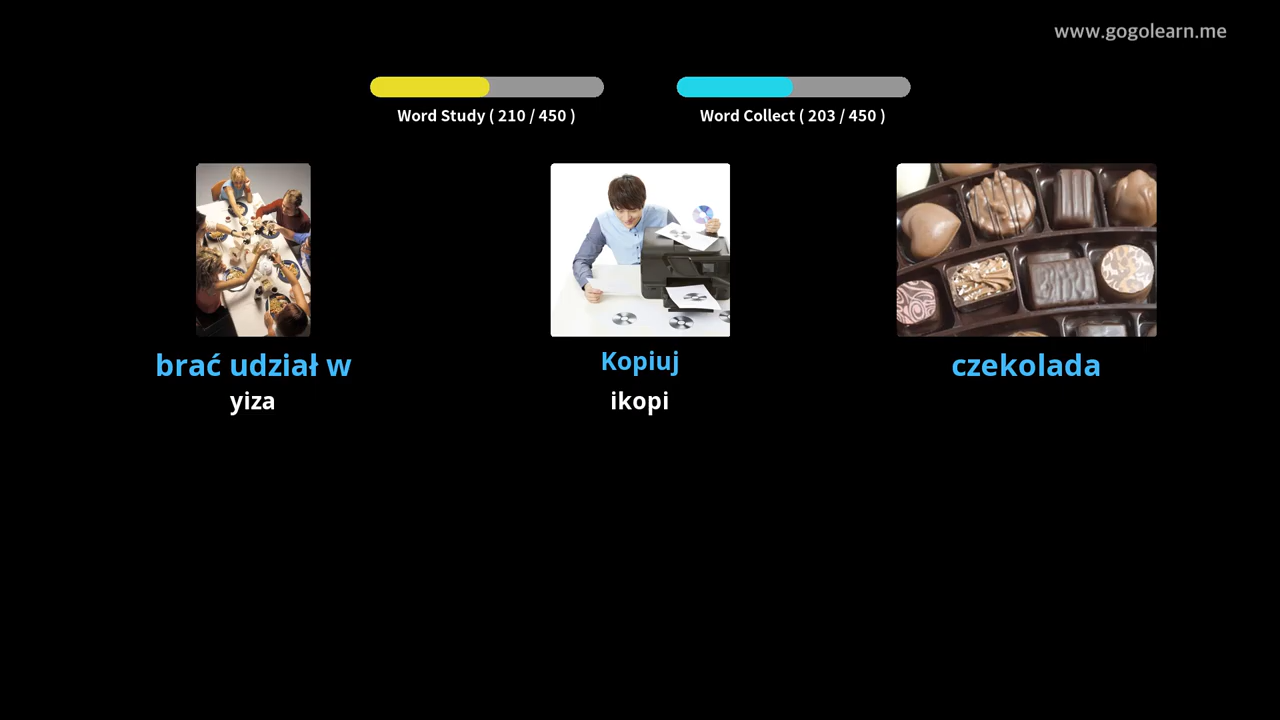 www.gogolearn.me
Word Study ( 210 / 450 )
Word Collect ( 203 / 450 )
brać udział w
yiza
Kopiuj
ikopi
czekolada